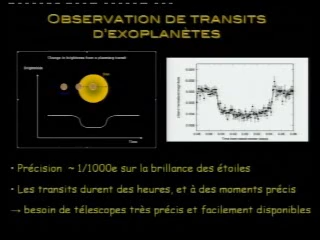 OBSERVATION DE TRANSITS
D'EXOPLANÈTES
Change in brightness from a planetary transit
Brightness
Star
Time
• Précision ~ 1/1000e sur la brillance des étoiles
• Les transits durent des heures, et à des moments précis
→ besoin de télescopes très précis et facilement disponibles